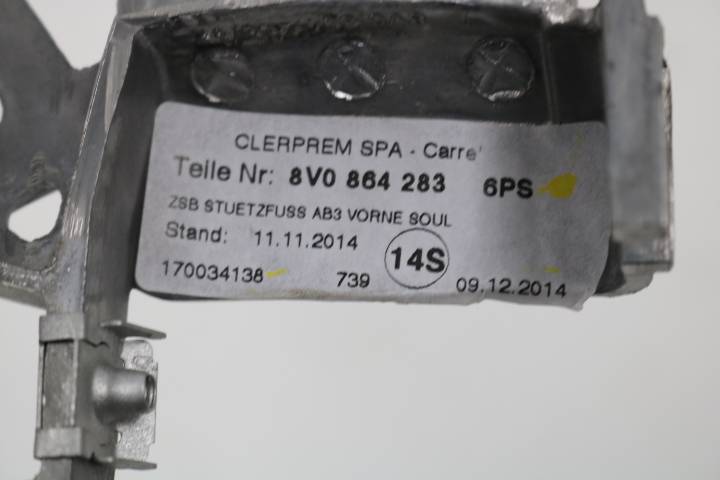 CLERPREM SPA - Carre'
Teile Nr: 8V0 864 283 6PS
ZSB STUETZFUSS AB3 VORNE SOUL
Stand: 11.11.2014 14S
170034138 739 09.12.2014